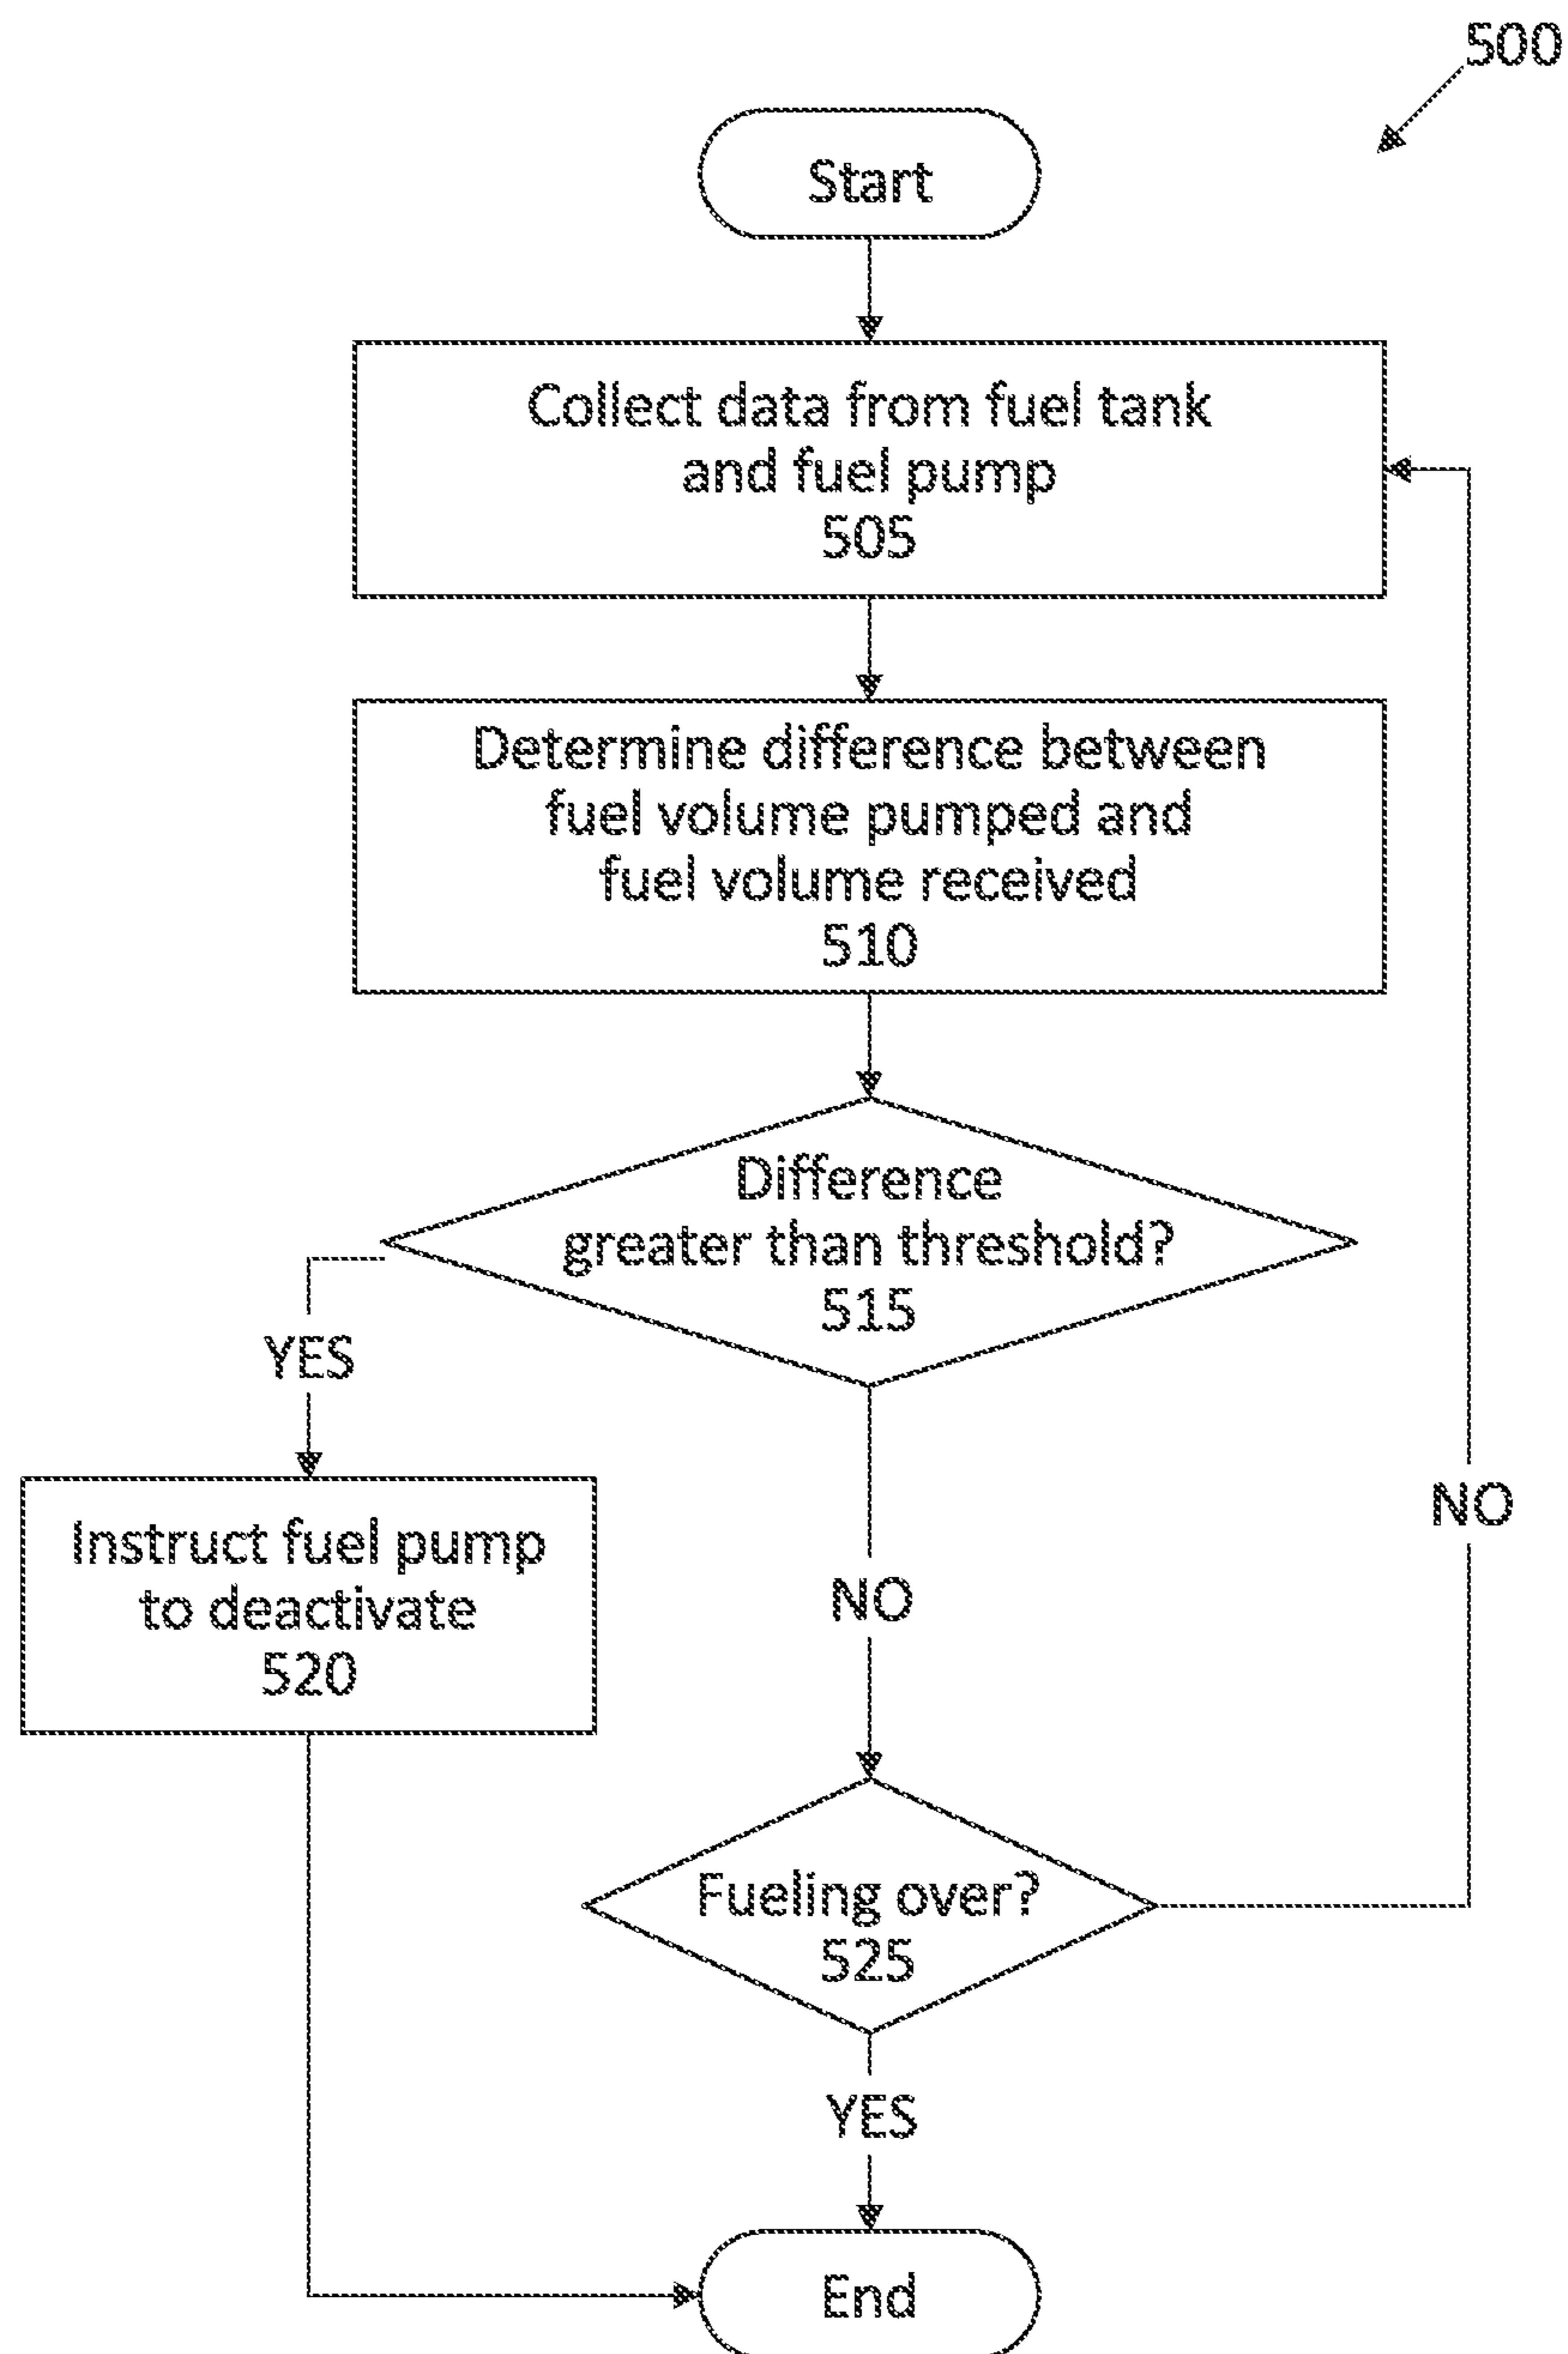 500
Start
Collect data from fuel tank
and fuel pump
505
Determine difference between
fuel volume pumped and
fuel volume received
510
Difference
greater than threshold?
515
YES
Instruct fuel pump
to deactivate
520
NO
NO
Fueling over?
525
YES
End